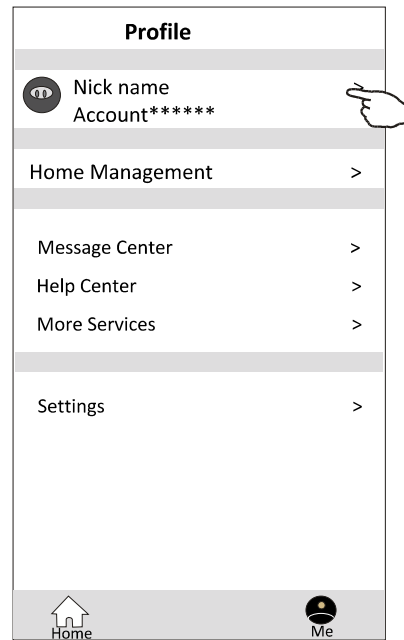 Profile
Nick name
Account******
>
Home Management >
Message Center >
Help Center >
More Services >
Settings >
Home Me